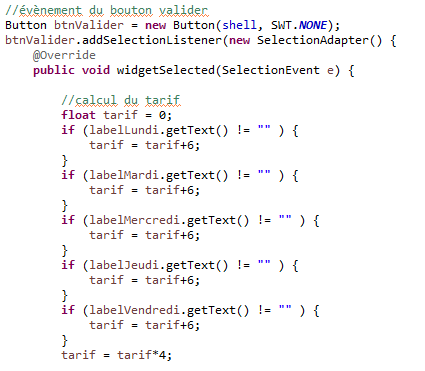 //évènement du bouton valider
Button btnValider = new Button(shell, SWT.NONE);
btnValider.addSelectionListener(new SelectionAdapter() {
@Override
public void widgetSelected(SelectionEvent e) {
//calcul du tarif
float tarif = 0;
if (labelLundi.getText() != "" ) {
tarif = tarif+6;
}
if (labelMardi.getText() != "" ) {
tarif = tarif+6;
}
if (labelMercredi.getText() != "" ) {
tarif = tarif+6;
}
if (labelJeudi.getText() != "" ) {
tarif = tarif+6;
}
if (labelVendredi.getText() != "" ) {
tarif = tarif+6;
}
tarif = tarif*4;